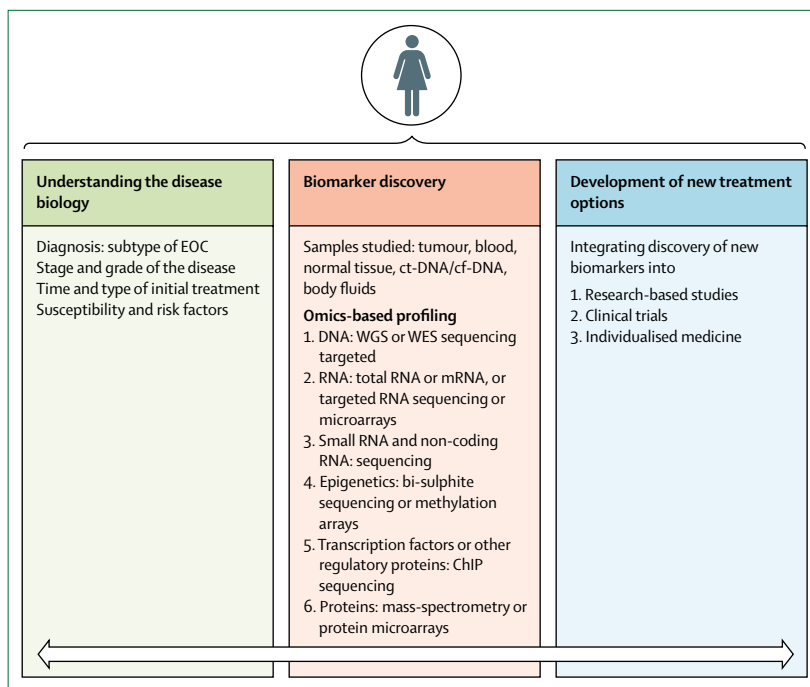 Understanding the disease
biology
Diagnosis: subtype of EOC
Stage and grade of the disease
Time and type of initial treatment
Susceptibility and risk factors
Biomarker discovery
Samples studied: tumour, blood,
normal tissue, ct-DNA/cf-DNA,
body fluids
Omics-based profiling
1. DNA: WGS or WES sequencing
targeted
2. RNA: total RNA or mRNA, or
targeted RNA sequencing or
microarrays
3. Small RNA and non-coding
RNA: sequencing
4. Epigenetics: bi-sulphite
sequencing or methylation
arrays
5. Transcription factors or other
regulatory proteins: ChIP
sequencing
6. Proteins: mass-spectrometry or
protein microarrays
Development of new treatment
options
Integrating discovery of new
biomarkers into
1. Research-based studies
2. Clinical trials
3. Individualised medicine